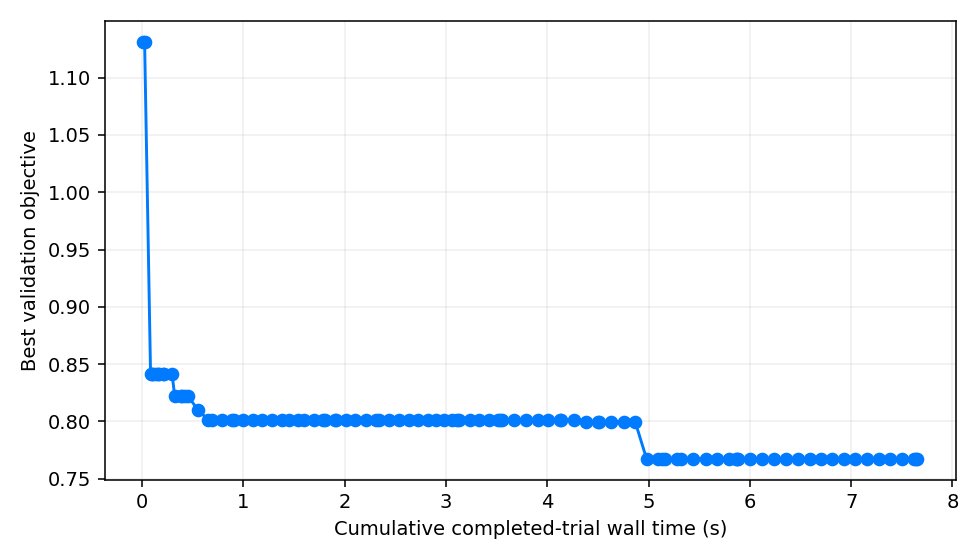 Best validation objective
1.10
1.05
1.00
0.95
0.90
0.85
0.80
0.75
0 1 2 3 4 5 6 7 8
Cumulative completed-trial wall time (s)